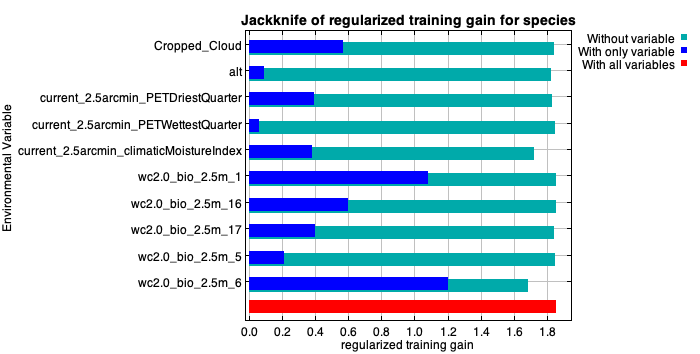 Jackknife of regularized training gain for species
Without variable
With only variable
With all variables
Environmental Variable
Cropped_Cloud
alt
current_2.5arcmin_PETDriestQuarter
current_2.5arcmin_PETWettestQuarter
current_2.5arcmin_climaticMoistureIndex
wc2.0_bio_2.5m_1
wc2.0_bio_2.5m_16
wc2.0_bio_2.5m_17
wc2.0_bio_2.5m_5
wc2.0_bio_2.5m_6
0.0 0.2 0.4 0.6 0.8 1.0 1.2 1.4 1.6 1.8
regularized training gain